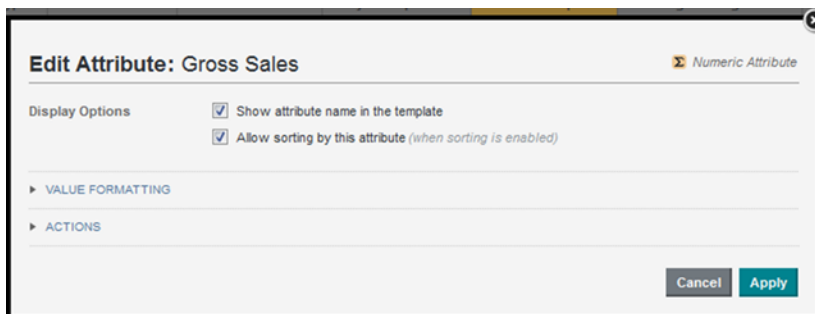 Edit Attribute: Gross Sales
Σ Numeric Attribute
Display Options
Show attribute name in the template
Allow sorting by this attribute (when sorting is enabled)
VALUE FORMATTING
ACTIONS
Cancel Apply